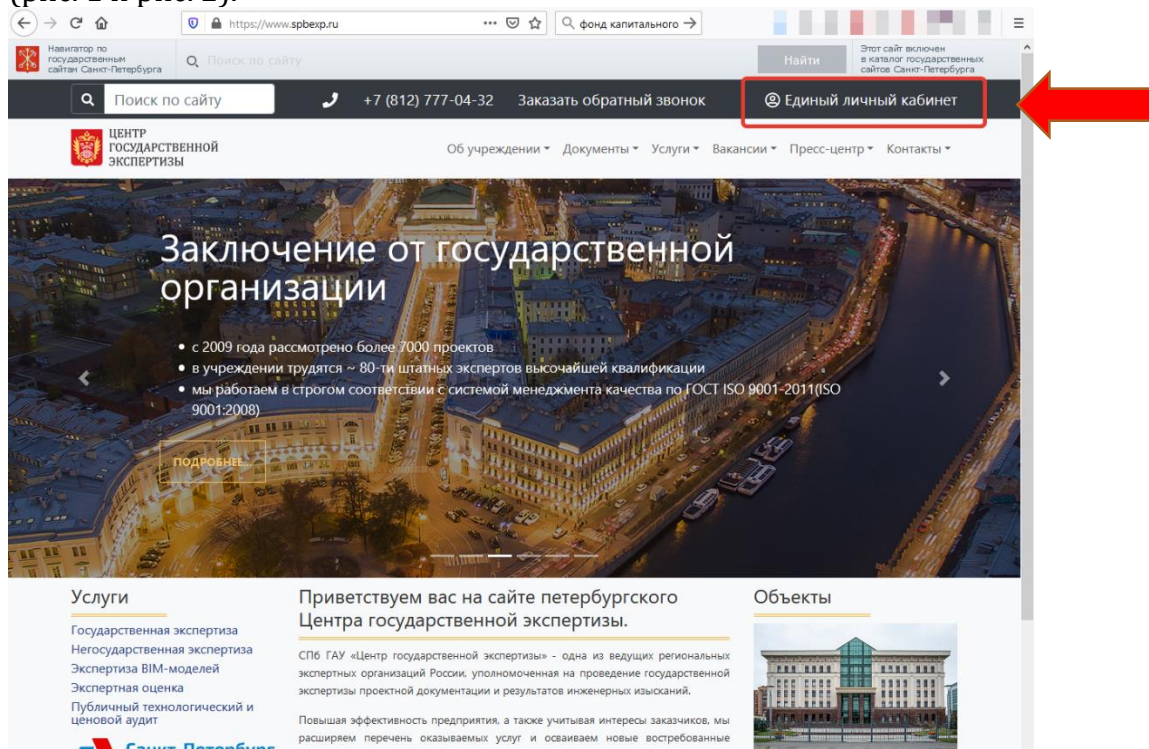 (рис. 1 и рис. 2).
https://www.spbexp.ru
фонд капитального
Навигатор по
государственным
сайтам Санкт-Петербурга
Поиск по сайту
Найти
Этот сайт включен
в каталог государственных
сайтов Санкт-Петербурга
Поиск по сайту
+7 (812) 777-04-32
Заказать обратный звонок
Единый личный кабинет
ЦЕНТР
ГОСУДАРСТВЕННОЙ
ЭКСПЕРТИЗЫ
Об учреждении Документы Услуги Вакансии Пресс-центр Контакты
Заключение от государственной
организации
• с 2009 года рассмотрено более 7000 проектов
• в учреждении трудятся ~ 80-ти штатных экспертов высочайшей квалификации
• мы работаем в строгом соответствии с системой менеджмента качества по ГОСТ ISO 9001-2011(ISO
9001:2008)
ПОДРОБНЕЕ...
Услуги
Государственная экспертиза
Негосударственная экспертиза
Экспертиза BIM-моделей
Экспертная оценка
Публичный технологический и
ценовой аудит
Санкт-Петербург
Приветствуем вас на сайте петербургского
Центра государственной экспертизы.
СПб ГАУ «Центр государственной экспертизы» - одна из ведущих региональных
экспертных организаций России, уполномоченная на проведение государственной
экспертизы проектной документации и результатов инженерных изысканий.
Повышая эффективность предприятия, а также учитывая интересы заказчиков, мы
расширяем перечень оказываемых услуг и осваиваем новые востребованные
Объекты